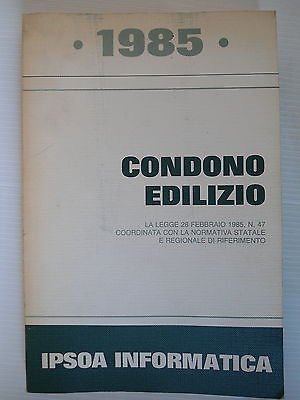 • 1985 •
CONDONO
EDILIZIO
LA LEGGE 28 FEBBRAIO 1985, N. 47
COORDINATA CON LA NORMATIVA STATALE
E REGIONALE DI RIFERIMENTO
IPSOA INFORMATICA